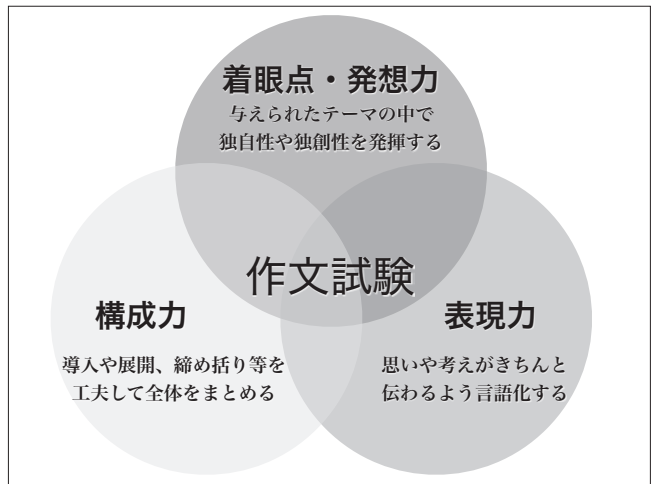 着眼点・発想力
与えられたテーマの中で
独自性や独創性を発揮する
作文試験
構成力
導入や展開、締め括り等を
工夫して全体をまとめる
表現力
思いや考えがきちんと
伝わるよう言語化する